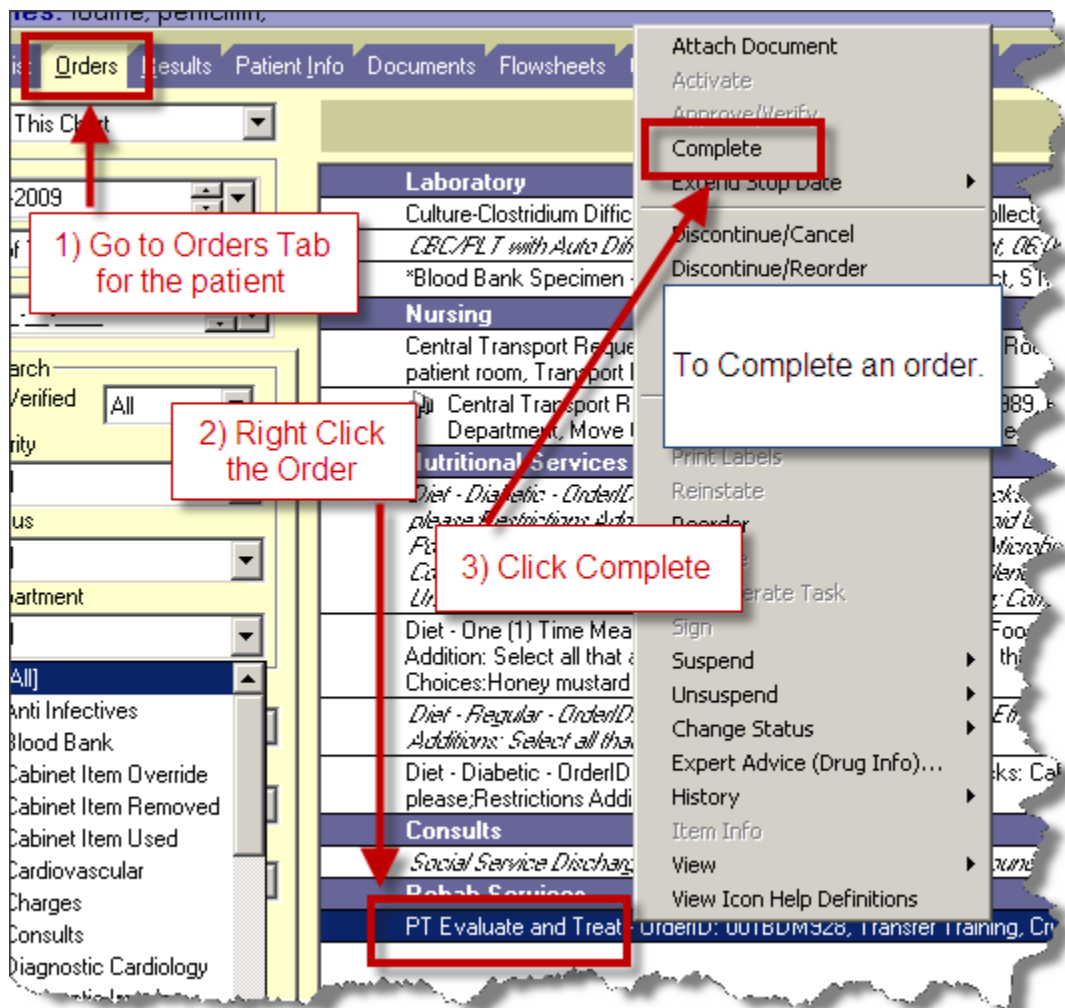 Iodine, penicillin,
Orders Results Patient Info Documents Flowsheets
This Chart
-2009
1) Go to Orders Tab
for the patient
Verified All
2) Right Click
the Order
[All]
Anti Infectives
Blood Bank
Cabinet Item Override
Cabinet Item Removed
Cabinet Item Used
Cardiovascular
Charges
Consults
Diagnostic Cardiology
Laboratory
Culture-Clostridium Diffic
CBC/PLT with Auto Dif
*Blood Bank Specimen -
Nursing
Central Transport Reque
patient room, Transport
Central Transport R
Department, Move
Nutritional Services
Diet - Diabetic - OrderID
please;Restrictions Add
3) Click Complete
Diet - One (1) Time Mea
Addition: Select all that a
Choices:Honey mustard
Diet - Regular - OrderID:
Additions: Select all tha
Diet - Diabetic - OrderID
please;Restrictions Addi
Consults
Social Service Discharg
Rehab Services
PT Evaluate and Treat - OrderID: 001BDM928, Transfer Training,
Attach Document
Activate
Approve/Verify
Complete
Extend Stop Date
Discontinue/Cancel
Discontinue/Reorder
To Complete an order.
Print Labels
Reinstate
Reorder
Task
Sign
Suspend
Unsuspend
Change Status
Expert Advice (Drug Info)...
History
Item Info
View
View Icon Help Definitions